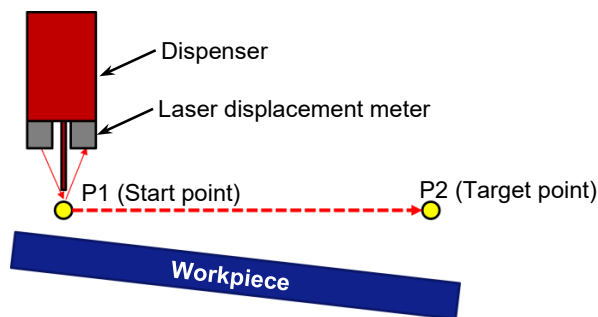 Dispenser
Laser displacement meter
P1 (Start point)
P2 (Target point)
Workpiece